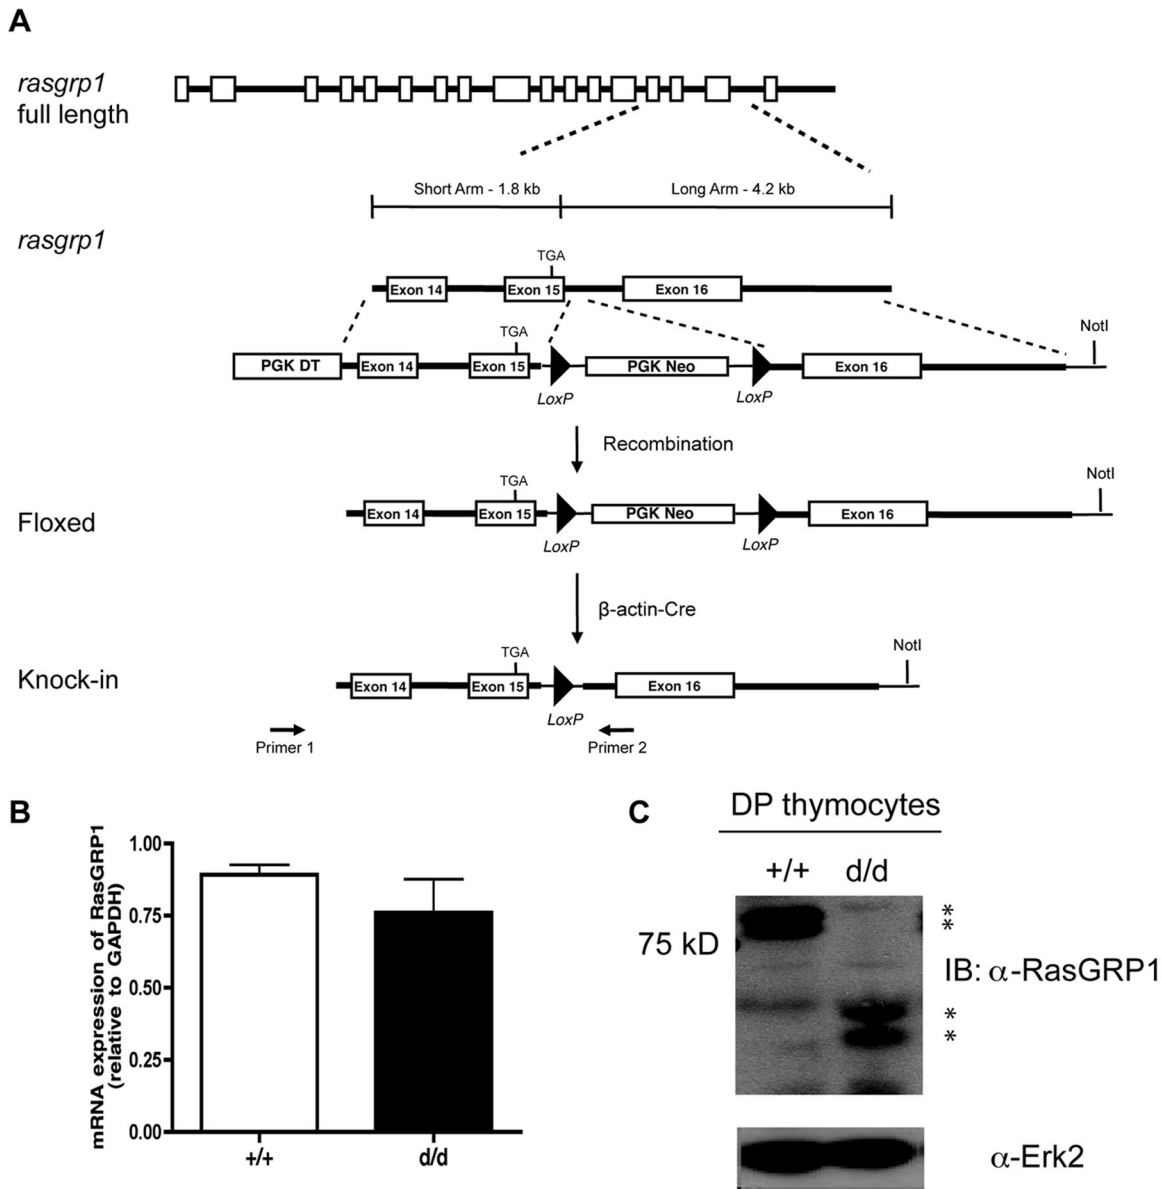 A
rasgrp1
full length
Short Arm - 1.8 kb
Long Arm - 4.2 kb
rasgrp1
TGA
Exon 14
Exon 15
Exon 16
TGA
NotI
PGK DT
Exon 14
Exon 15
PGK Neo
Exon 16
LoxP
LoxP
Recombination
TGA
NotI
Floxed
Exon 14
Exon 15
PGK Neo
Exon 16
LoxP
LoxP
β-actin-Cre
TGA
NotI
Knock-in
Exon 14
Exon 15
Exon 16
LoxP
Primer 1
Primer 2
B
mRNA expression of RasGRP1
(relative to GAPDH)
1.00
0.75
0.50
0.25
0.00
+/+
d/d
C
DP thymocytes
+/+
d/d
75 kD
*
*
IB: α-RasGRP1
*
*
α-Erk2